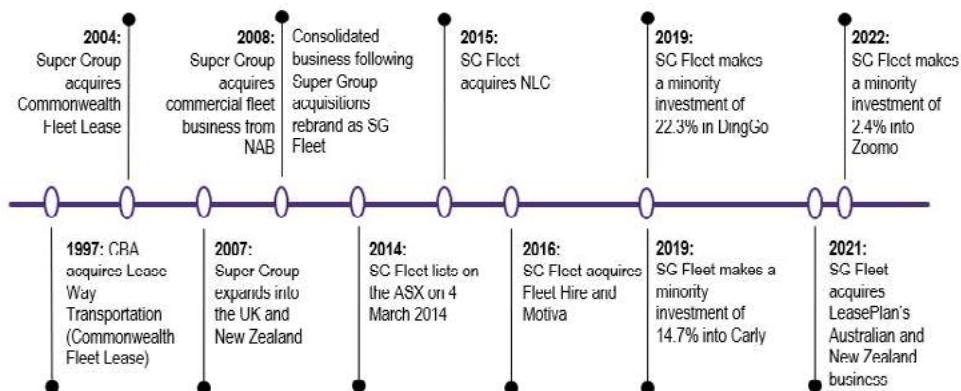 2004:
Super Group
acquires
Commonwealth
Fleet Lease
2008:
Super Group
acquires
commercial fleet
business from
NAB
Consolidated
business following
Super Group
acquisitions
rebrand as SG
Fleet
2015:
SG Fleet
acquires NLC
2019:
SG Fleet makes
a minority
investment of
22.3% in DingGo
2022:
SG Fleet makes
a minority
investment of
2.4% into
Zoomo
1997: CBA
acquires Lease
Way
Transportation
(Commonwealth
Fleet Lease)
2007:
Super Group
expands into
the UK and
New Zealand
2014:
SG Fleet lists on
the ASX on 4
March 2014
2016:
SG Fleet acquires
Fleet Hire and
Motiva
2019:
SG Fleet makes a
minority
investment of
14.7% into Carly
2021:
SG Fleet
acquires
LeasePlan's
Australian and
New Zealand
business